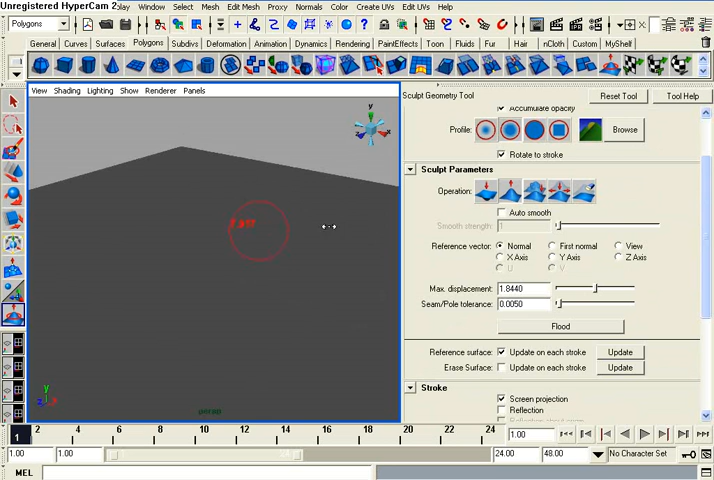 Unregistered HyperCam 2
lay Window Select Mesh Edit Mesh Proxy Normals Color Create UVs Edit UVs Help
Polygons
General Curves Surfaces Polygons Subdivs Deformation Animation Dynamics Rendering PaintEffects Toon Fluids Fur Hair nCloth Custom MyShelf
View Shading Lighting Show Renderer Panels
y
x
z
y
persp
Sculpt Geometry Tool Reset Tool Tool Help
Accumulate opacity
Profile: Browse
Rotate to stroke
Sculpt Parameters
Operation:
Auto smooth
Smooth strength: 1
Reference vector: Normal First normal View
X Axis Y Axis Z Axis
U V
Max. displacement: 1.8440
Seam/Pole tolerance: 0.0050
Flood
Reference surface: Update on each stroke Update
Erase Surface: Update on each stroke Update
Stroke
Screen projection
Reflection
1 2 4 6 8 10 12 14 16 18 20 22 24 1.00
1.00 1.00 24 24.00 48.00 No Character Set
MEL